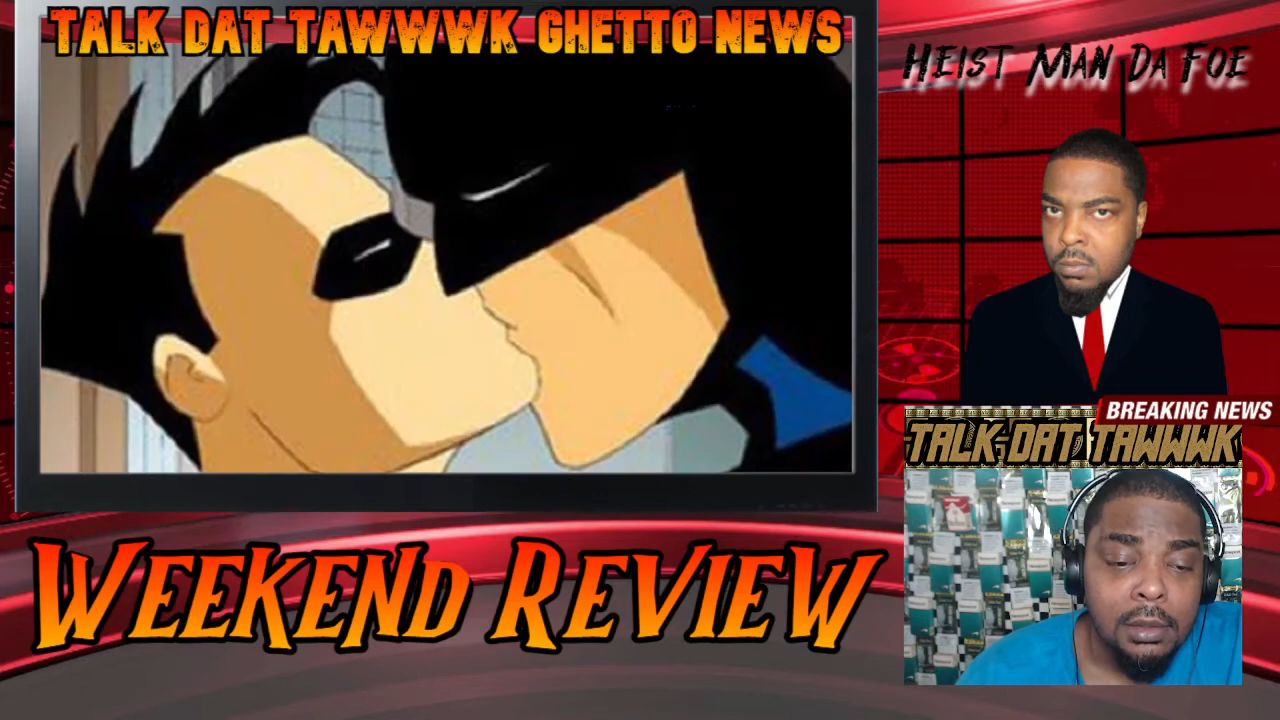 TALK DAT TAWWWK GHETTO NEWS
HEIST MAN DA FOE
BREAKING NEWS
TALK DAT TAWWWK
WEEKEND REVIEW